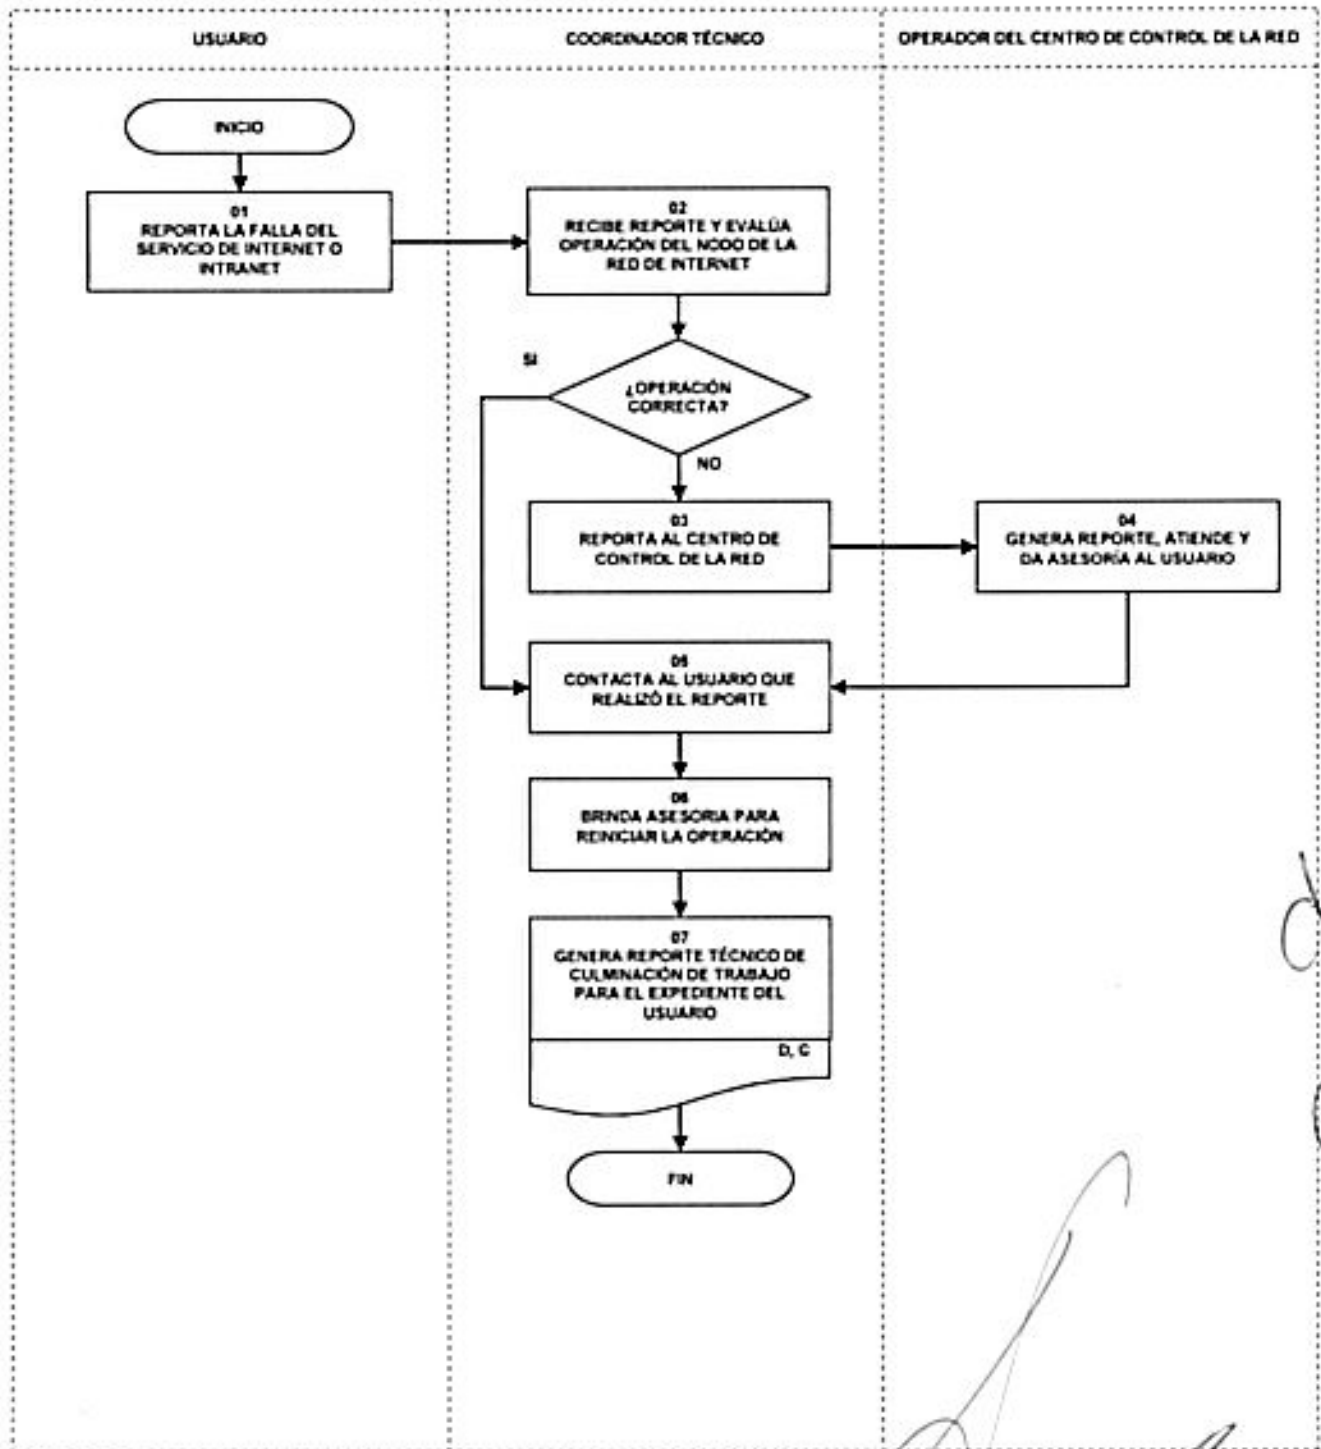 USUARIO
COORDINADOR TÉCNICO
OPERADOR DEL CENTRO DE CONTROL DE LA RED
INICIO
01
REPORTA LA FALLA DEL
SERVICIO DE INTERNET O
INTRANET
02
RECIBE REPORTE Y EVALÚA
OPERACIÓN DEL NODO DE LA
RED DE INTERNET
SI
¿OPERACIÓN
CORRECTA?
NO
03
REPORTA AL CENTRO DE
CONTROL DE LA RED
04
GENERA REPORTE, ATIENDE Y
DA ASESORÍA AL USUARIO
05
CONTACTA AL USUARIO QUE
REALIZÓ EL REPORTE
06
BRINDA ASESORIA PARA
REINICIAR LA OPERACIÓN
07
GENERA REPORTE TÉCNICO DE
CULMINACIÓN DE TRABAJO
PARA EL EXPEDIENTE DEL
USUARIO
D, C
FIN